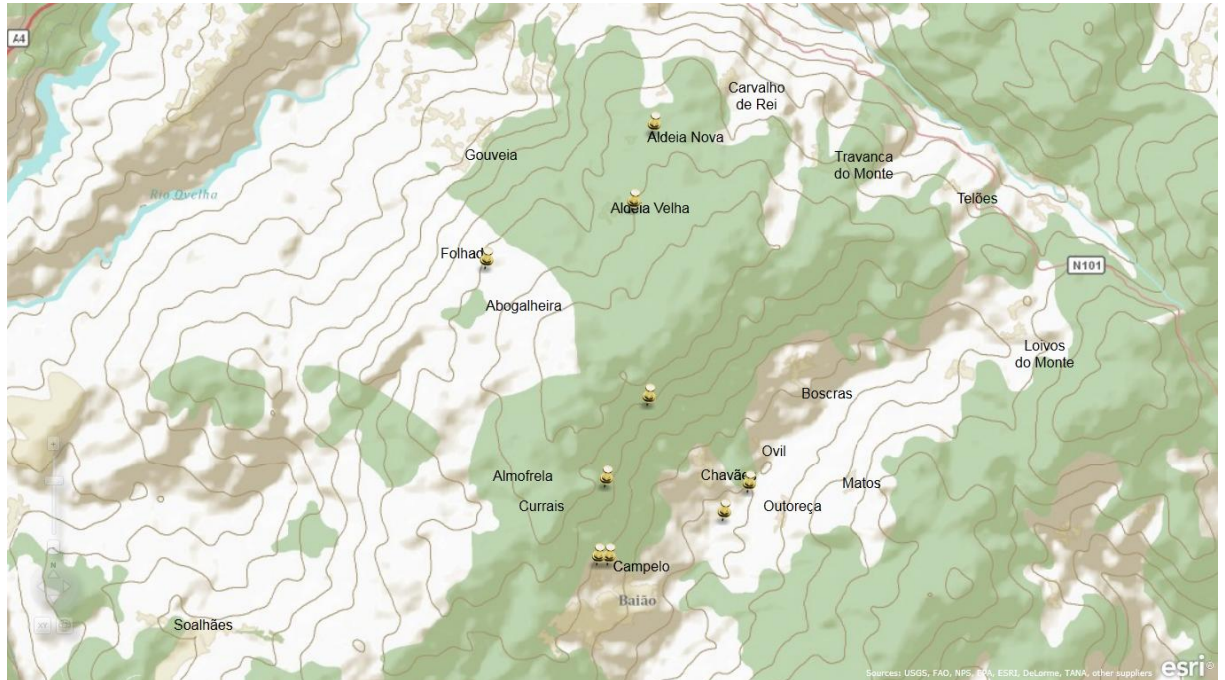 A4
Carvalho
de Rei
Aldeia Nova
Gouveia
Travanca
do Monte
Rio Ovelha
Telões
Aldeia Velha
Folhad
N101
Abogalheira
Loivos
do Monte
Boscras
Ovil
Almofrela
Chavão
Matos
Currais
Outoreça
Campelo
Baião
N
Soalhães
XY
Sources: USGS, FAO, NPS, EPA, ESRI, DeLorme, TANA, other suppliers
esri®